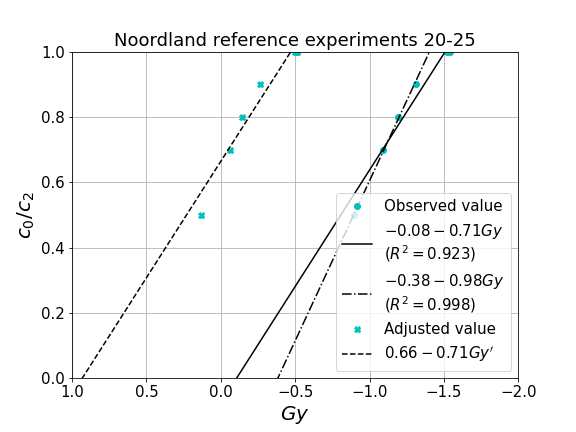 Noordland reference experiments 20-25
1.0
0.8
0.6
0.4
0.2
0.0
c₀/c₂
Observed value
−0.08 − 0.71Gy
(R² = 0.923)
−0.38 − 0.98Gy
(R² = 0.998)
Adjusted value
0.66 − 0.71Gy′
1.0 0.5 0.0 −0.5 −1.0 −1.5 −2.0
Gy